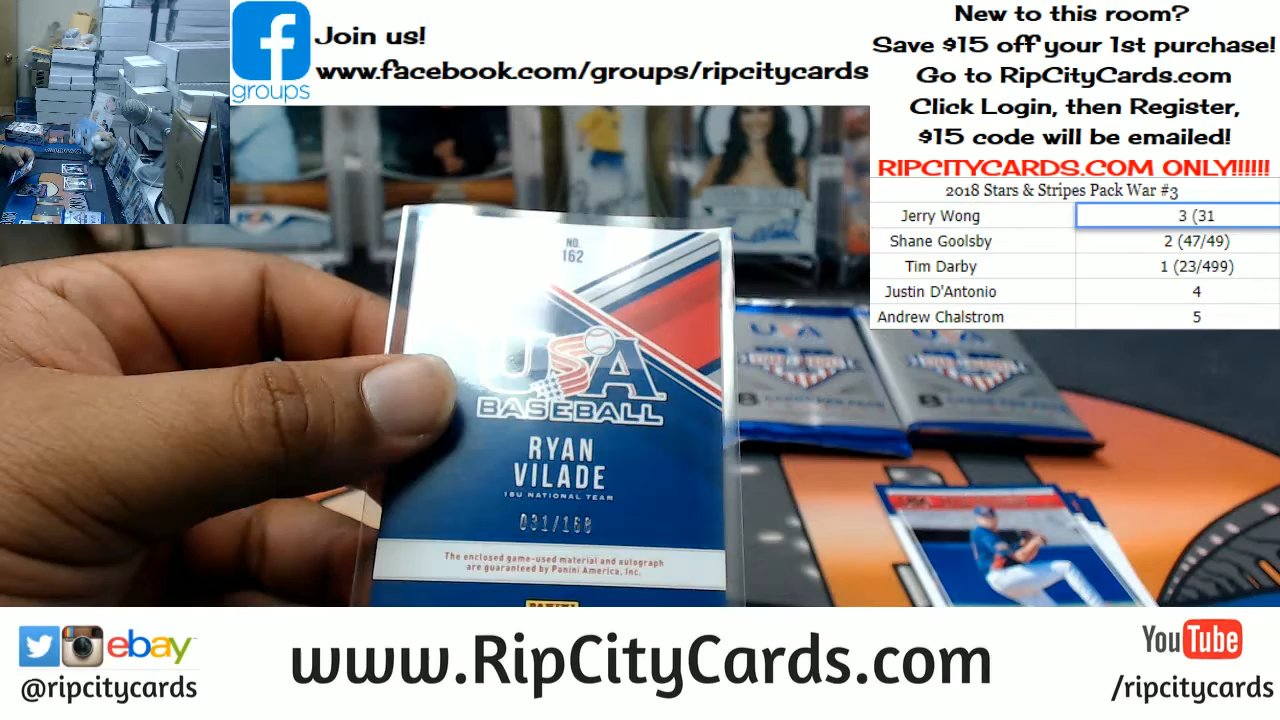 groups
Join us!
www.facebook.com/groups/ripcitycards
New to this room?
Save $15 off your 1st purchase!
Go to RipCityCards.com
Click Login, then Register,
$15 code will be emailed!
RIPCITYCARDS.COM ONLY!!!!!!
2018 Stars & Stripes Pack War #3
Jerry Wong 3 (31
Shane Goolsby 2 (47/49)
Tim Darby 1 (23/499)
Justin D'Antonio 4
Andrew Chalstrom 5
NO.
162
USA
BASEBALL
RYAN
VILADE
18U NATIONAL TEAM
The enclosed game-used material and autograph
are guaranteed by Panini America, Inc.
PANINI
USA
8
8
ebay
@ripcitycards
www.RipCityCards.com
YouTube
/ripcitycards